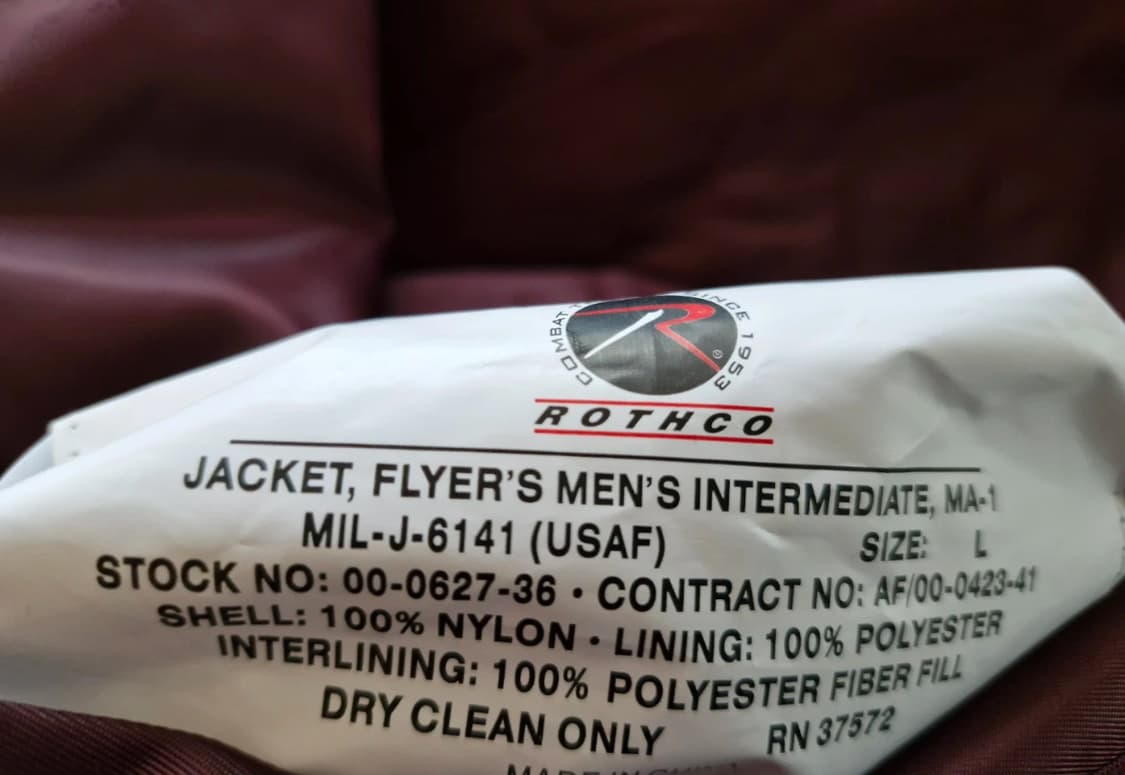 COMBAT
SINCE 1953
®
ROTHCO
JACKET, FLYER'S MEN'S INTERMEDIATE, MA-1
MIL-J-6141 (USAF) SIZE: L
STOCK NO: 00-0627-36 • CONTRACT NO: AF/00-0423-41
SHELL: 100% NYLON • LINING: 100% POLYESTER
INTERLINING: 100% POLYESTER FIBER FILL
DRY CLEAN ONLY RN 37572
MADE IN